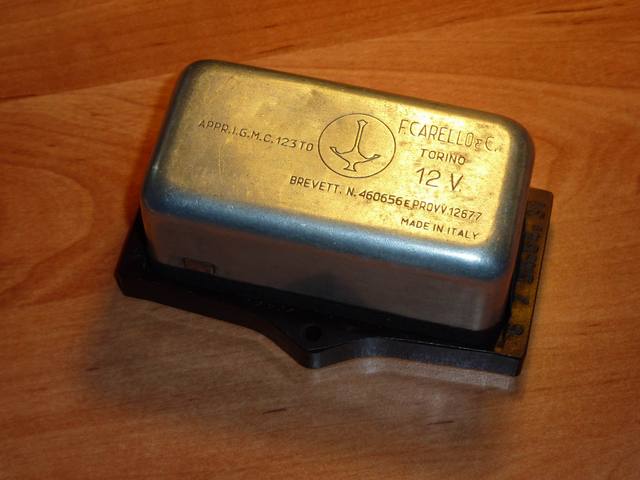 APPR.I.G.M.C. 123 TO
F.CARELLO & C.
TORINO
12 V.
BREVETT. N. 460656 E PROVV 12677
MADE IN ITALY